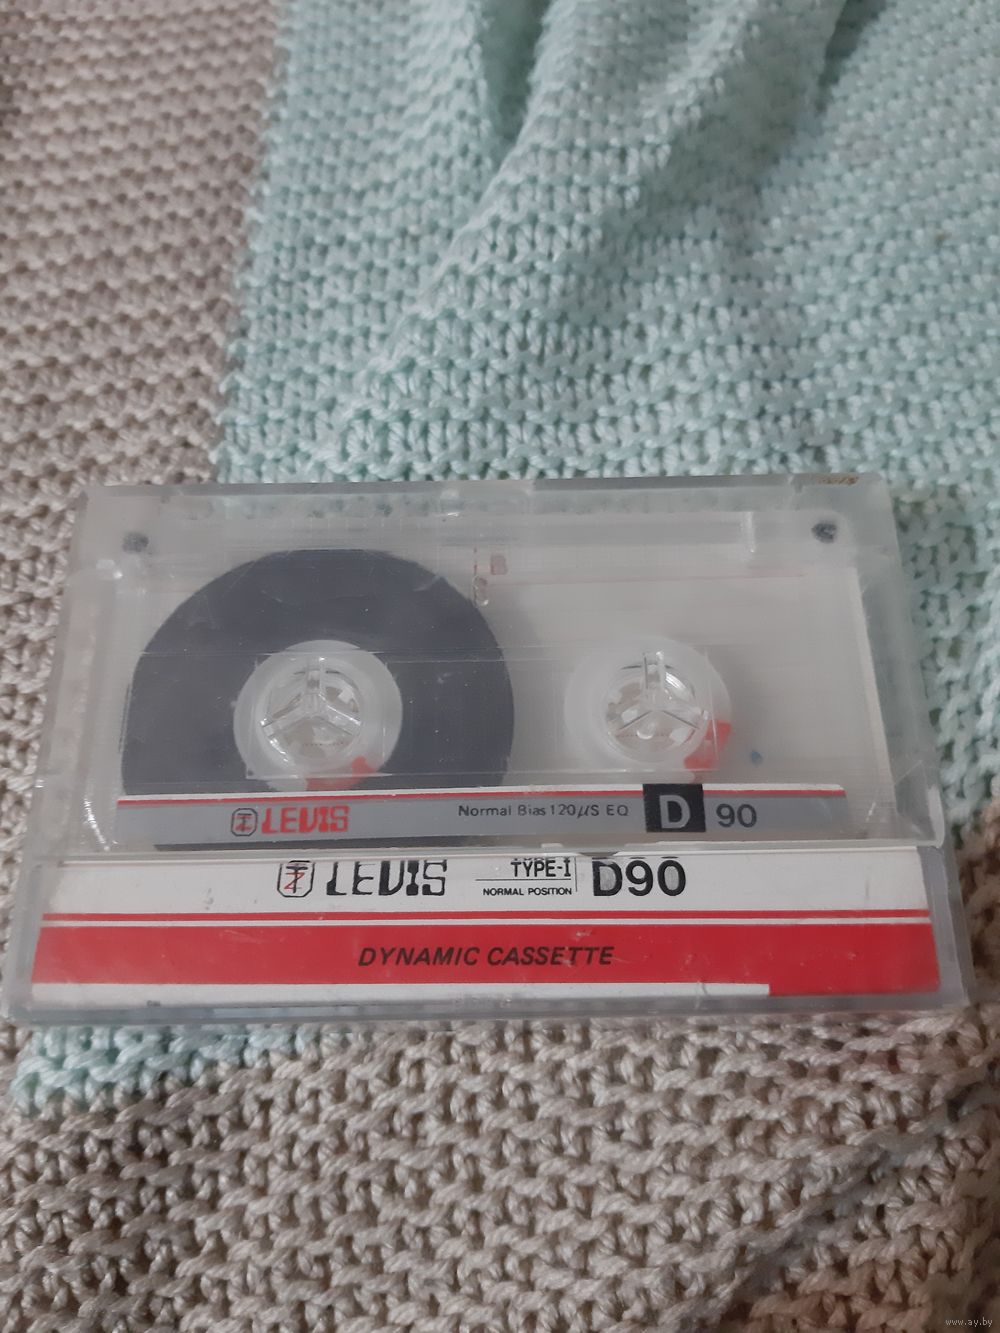 B
LEVIS Normal Bias 120µS EQ D 90
LEVIS TYPE-I D90
NORMAL POSITION
DYNAMIC CASSETTE
www.ay.by